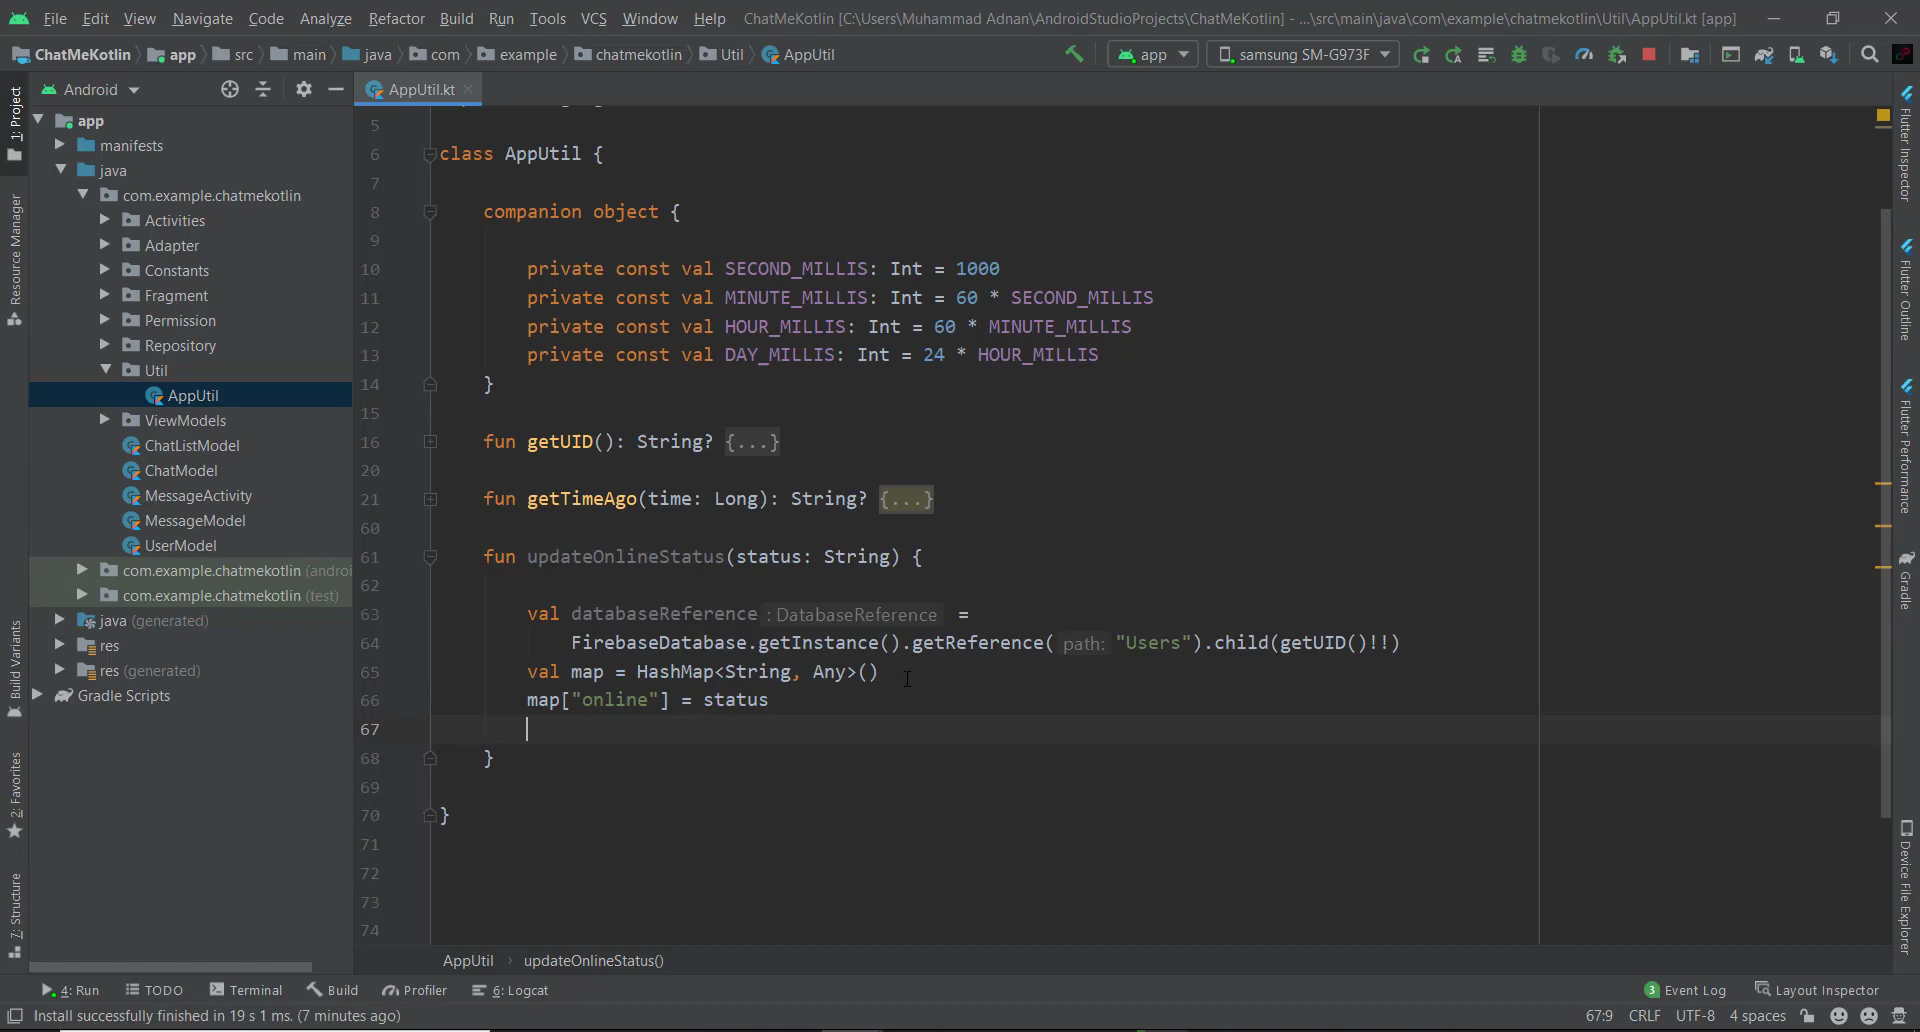 File Edit View Navigate Code Analyze Refactor Build Run Tools VCS Window Help ChatMeKotlin [C:\Users\Muhammad Adnan\AndroidStudioProjects\ChatMeKotlin] - ...\src\main\java\com\example\chatmekotlin\Util\AppUtil.kt [app]
ChatMeKotlin app src main java com example chatmekotlin Util AppUtil app samsung SM-G973F
Android
AppUtil.kt
1: Project
Resource Manager
Build Variants
2: Favorites
7: Structure
app
manifests
java
com.example.chatmekotlin
Activities
Adapter
Constants
Fragment
Permission
Repository
Util
AppUtil
ViewModels
ChatListModel
ChatModel
MessageActivity
MessageModel
UserModel
com.example.chatmekotlin (androi
com.example.chatmekotlin (test)
java (generated)
res
res (generated)
Gradle Scripts
5
6 class AppUtil {
7
8 companion object {
9
10 private const val SECOND_MILLIS: Int = 1000
11 private const val MINUTE_MILLIS: Int = 60 * SECOND_MILLIS
12 private const val HOUR_MILLIS: Int = 60 * MINUTE_MILLIS
13 private const val DAY_MILLIS: Int = 24 * HOUR_MILLIS
14 }
15
16 fun getUID(): String? {...}
20
21 fun getTimeAgo(time: Long): String? {...}
60
61 fun updateOnlineStatus(status: String) {
62
63 val databaseReference : DatabaseReference =
64 FirebaseDatabase.getInstance().getReference( path: "Users").child(getUID()!!)
65 val map = HashMap<String, Any>()
66 map["online"] = status
67
68 }
69
70 }
71
72
73
74
AppUtil updateOnlineStatus()
Flutter Inspector
Flutter Outline
Flutter Performance
Gradle
Device File Explorer
4: Run TODO Terminal Build Profiler 6: Logcat 3 Event Log Layout Inspector
Install successfully finished in 19 s 1 ms. (7 minutes ago) 67:9 CRLF UTF-8 4 spaces